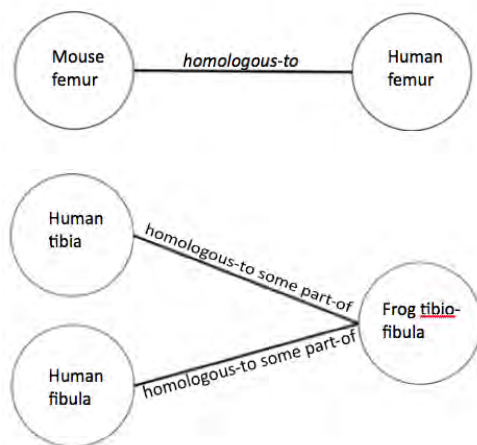 Mouse
femur
homologous-to
Human
femur
Human
tibia
homologous-to some part-of
Frog tibio-
fibula
homologous-to some part-of
Human
fibula